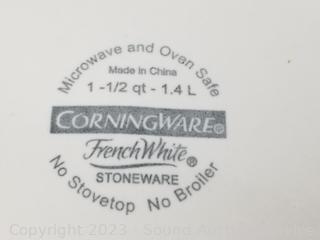 Microwave and Oven Safe
Made in China
1 -1/2 qt - 1.4 L
CORNINGWARE®
French White®
STONEWARE
No Stovetop No Broiler
Copyright 2023 - Sound Auction Service